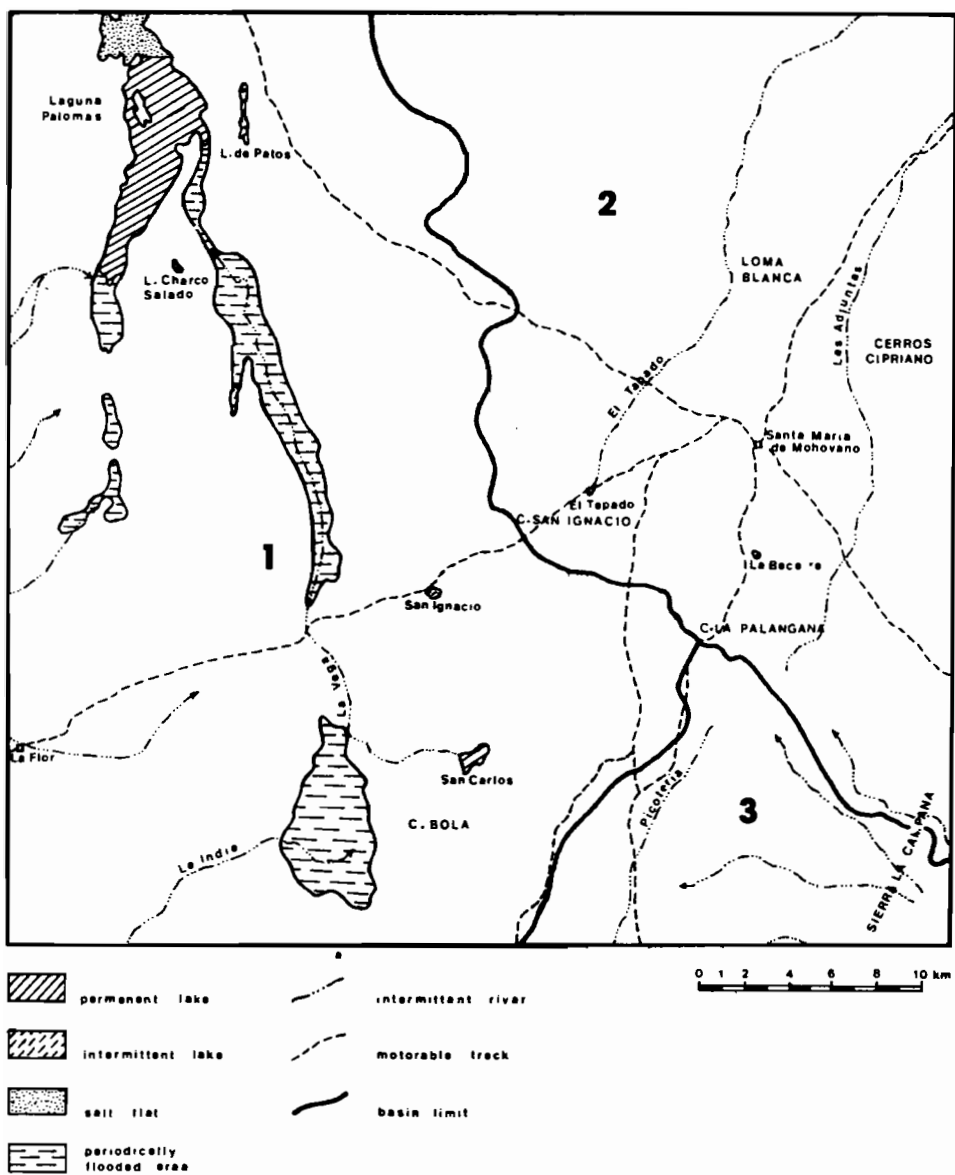 Laguna
Palomas
L. de Patos
2
L. Charco
Salado
LOMA
BLANCA
Las Adjuntas
CERROS
CIPRIANO
El Tapado
Santa Maria
de Mohovano
El Tapado
C-SAN IGNACIO
1
San Ignacio
C-LA PALANGANA
La Vega
La Flor
San Carlos
Picoteria
C. BOLA
3
La India
SIERRA LA CAMPANA
permanent lake
intermittent river
0 1 2 4 6 8 10 km
intermittent lake
motorable track
salt flat
basin limit
periodically
flooded area